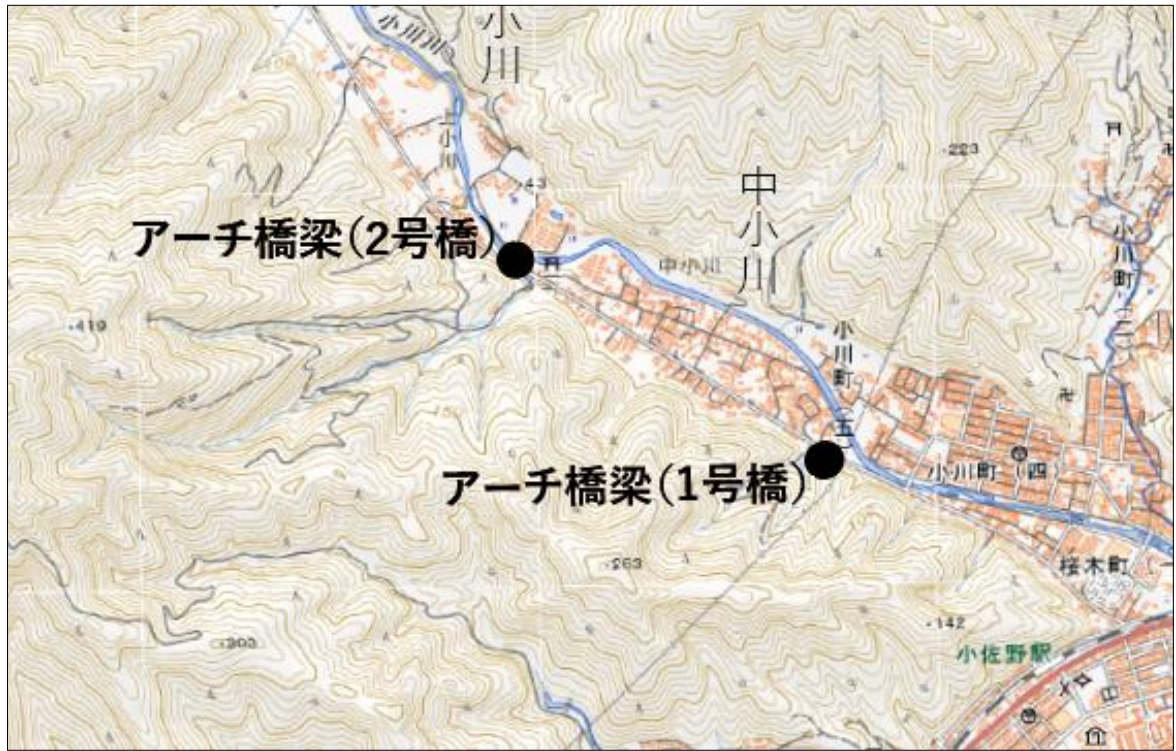 小川
小川川
上小川
・43
アーチ橋梁(2号橋)
中小川
中小川
・223
小川町(二)
・419
小川町(五)
アーチ橋梁(1号橋)
小川町(四)
・263
桜木町
・303
・142
小佐野駅